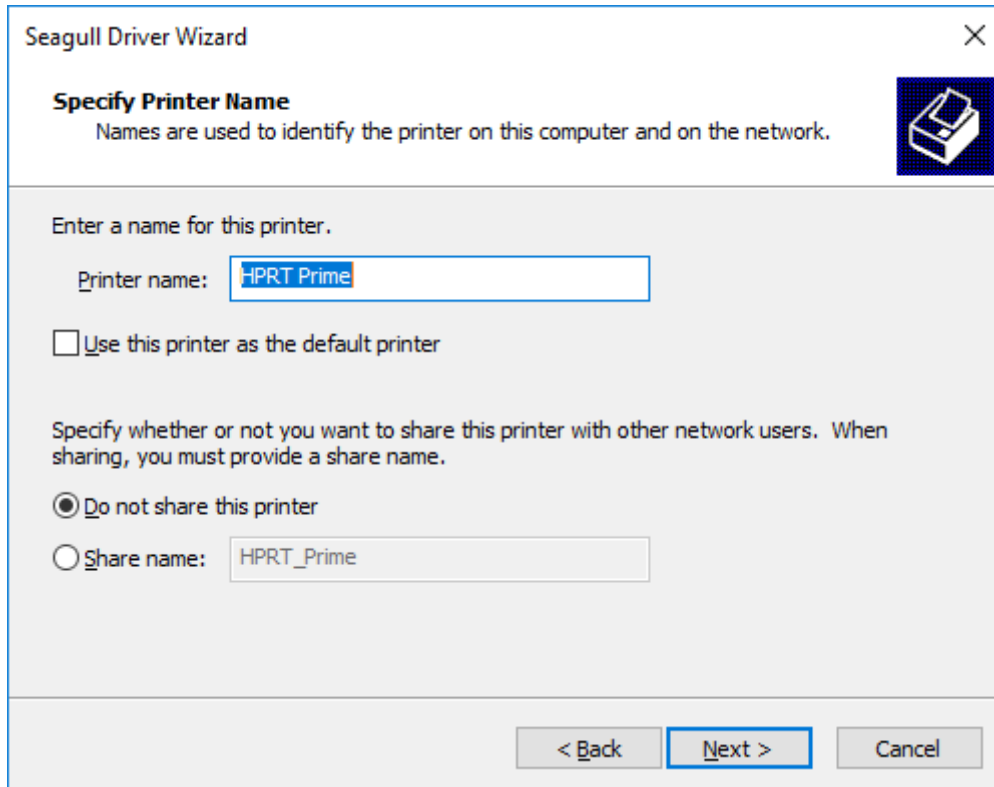 Seagull Driver Wizard
Specify Printer Name
Names are used to identify the printer on this computer and on the network.
Enter a name for this printer.
Printer name: HPRT Prime
Use this printer as the default printer
Specify whether or not you want to share this printer with other network users.  When
sharing, you must provide a share name.
Do not share this printer
Share name: HPRT_Prime
< Back Next > Cancel